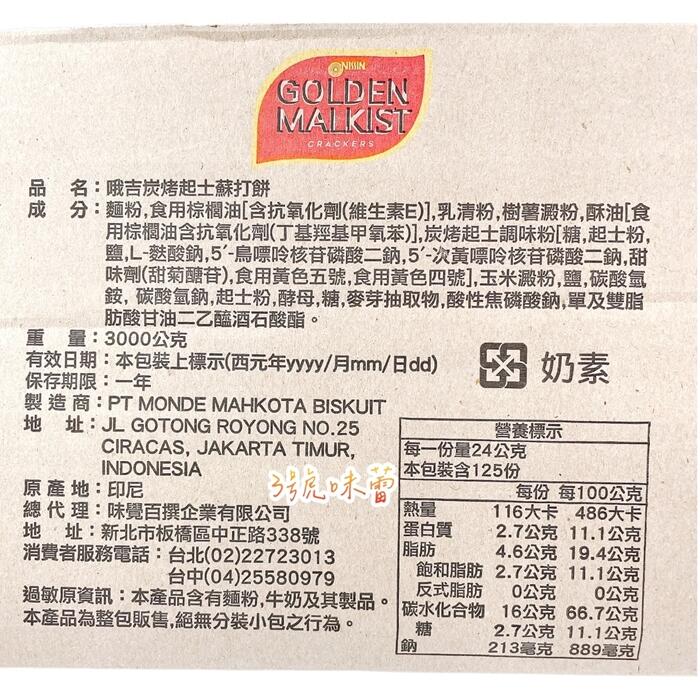 NISSIN
GOLDEN
MALKIST
CRACKERS
品 名：哦吉炭烤起士蘇打餅
成 分：麵粉,食用棕櫚油[含抗氧化劑(維生素E)],乳清粉,樹薯澱粉,酥油[食
用棕櫚油含抗氧化劑(丁基羥基甲氧苯)],炭烤起士調味粉[糖,起士粉,
鹽,L-麩酸鈉,5'-鳥嘌呤核苷磷酸二鈉,5'-次黃嘌呤核苷磷酸二鈉,甜
味劑(甜菊醣苷),食用黃色五號,食用黃色四號],玉米澱粉,鹽,碳酸氫
銨, 碳酸氫鈉,起士粉,酵母,糖,麥芽抽取物,酸性焦磷酸鈉,單及雙脂
肪酸甘油二乙醯酒石酸酯。
重 量：3000公克
有效日期：本包裝上標示(西元年yyyy/月mm/日dd)
保存期限：一年
奶素
製 造 商：PT MONDE MAHKOTA BISKUIT
地 址：JL GOTONG ROYONG NO.25
CIRACAS, JAKARTA TIMUR,
INDONESIA
原 產 地：印尼
總 代 理：味覺百撰企業有限公司
地 址：新北市板橋區中正路338號
消費者服務電話：台北(02)22723013
台中(04)25580979
過敏原資訊：本產品含有麵粉,牛奶及其製品。
本產品為整包販售,絕無分裝小包之行為。
3號味蕾
營養標示
每一份量24公克
本包裝含125份
每份 每100公克
熱量 116大卡 486大卡
蛋白質 2.7公克 11.1公克
脂肪 4.6公克 19.4公克
飽和脂肪 2.7公克 11.1公克
反式脂肪 0公克 0公克
碳水化合物 16公克 66.7公克
糖 2.7公克 11.1公克
鈉 213毫克 889毫克